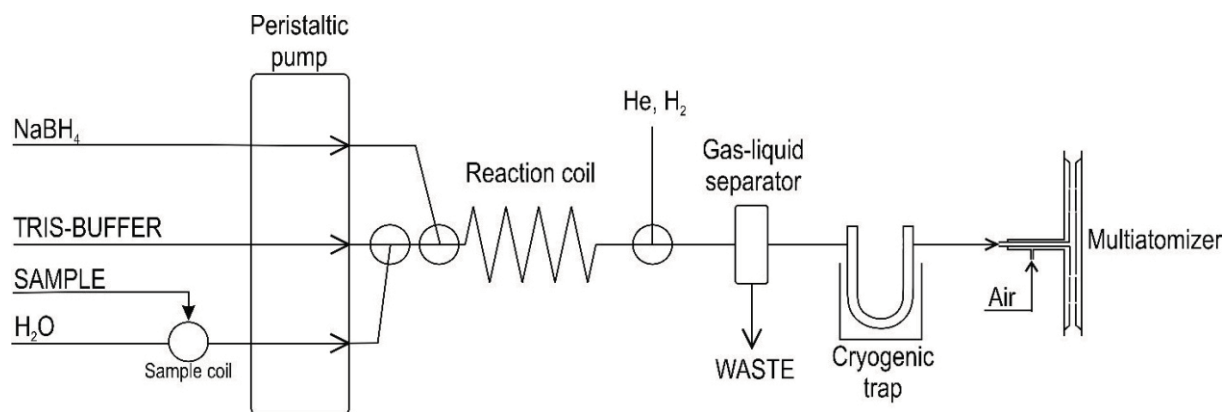 Peristaltic
pump
NaBH₄
TRIS-BUFFER
SAMPLE
H₂O
Sample coil
Reaction coil
He, H₂
Gas-liquid
separator
WASTE
Cryogenic
trap
Air
Multiatomizer